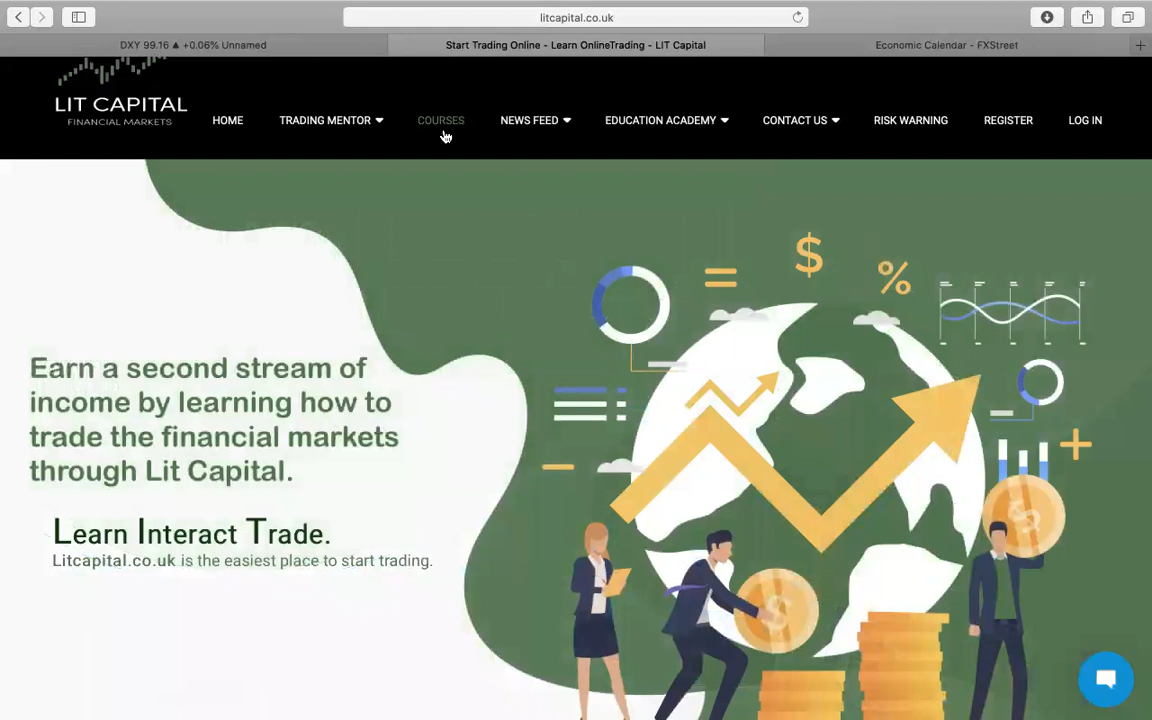 litcapital.co.uk
DXY 99.16 ▲ +0.06% Unnamed
Start Trading Online - Learn OnlineTrading - LIT Capital
Economic Calendar - FXStreet
LIT CAPITAL
FINANCIAL MARKETS
HOME
TRADING MENTOR
COURSES
NEWS FEED
EDUCATION ACADEMY
CONTACT US
RISK WARNING
REGISTER
LOG IN
Earn a second stream of
income by learning how to
trade the financial markets
through Lit Capital.
Learn Interact Trade.
Litcapital.co.uk is the easiest place to start trading.
$
%
$
$